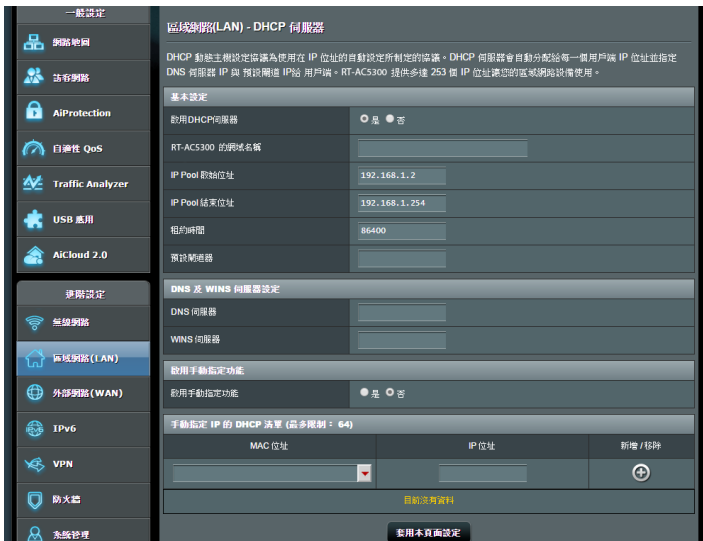 一般設定
網路地圖
訪客網路
AiProtection
自適性 QoS
Traffic Analyzer
USB 應用
AiCloud 2.0
進階設定
無線網路
區域網路(LAN)
外部網路(WAN)
IPv6
VPN
防火牆
系統管理
區域網路(LAN) - DHCP 伺服器
DHCP 動態主機設定協議為使用在 IP 位址的自動設定所制定的協議。DHCP 伺服器會自動分配給每一個用戶端 IP 位址並指定
DNS 伺服器 IP 與 預設閘道 IP給 用戶端。RT-AC5300 提供多達 253 個 IP 位址讓您的區域網路設備使用。
基本設定
啟用DHCP伺服器 是 否
RT-AC5300 的網域名稱
IP Pool 啟始位址 192.168.1.2
IP Pool 結束位址 192.168.1.254
租約時間 86400
預設閘道器
DNS 及 WINS 伺服器設定
DNS 伺服器
WINS 伺服器
啟用手動指定功能
啟用手動指定功能 是 否
手動指定 IP 的 DHCP 清單 (最多限制： 64)
MAC 位址 IP 位址 新增 / 移除
目前沒有資料
套用本頁面設定